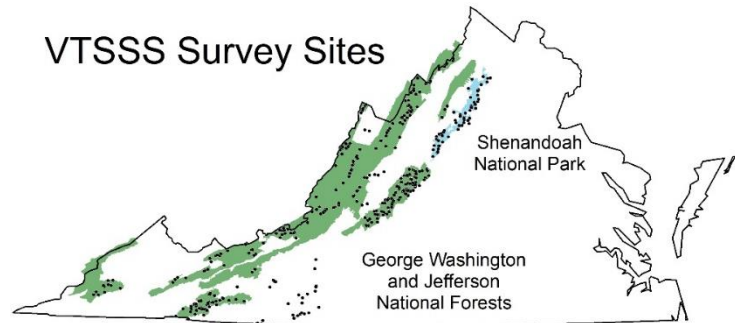 VTSSS Survey Sites
Shenandoah
National Park
George Washington
and Jefferson
National Forests